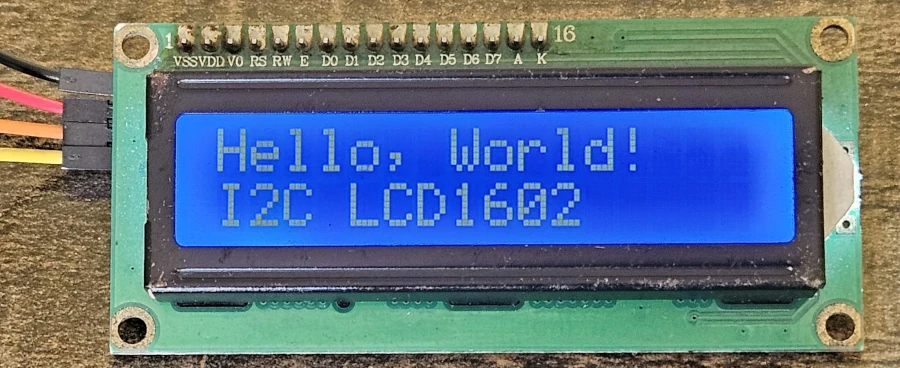 1 16
VSS VDD V0 RS RW E D0 D1 D2 D3 D4 D5 D6 D7 A K
Hello, World!
I2C LCD1602